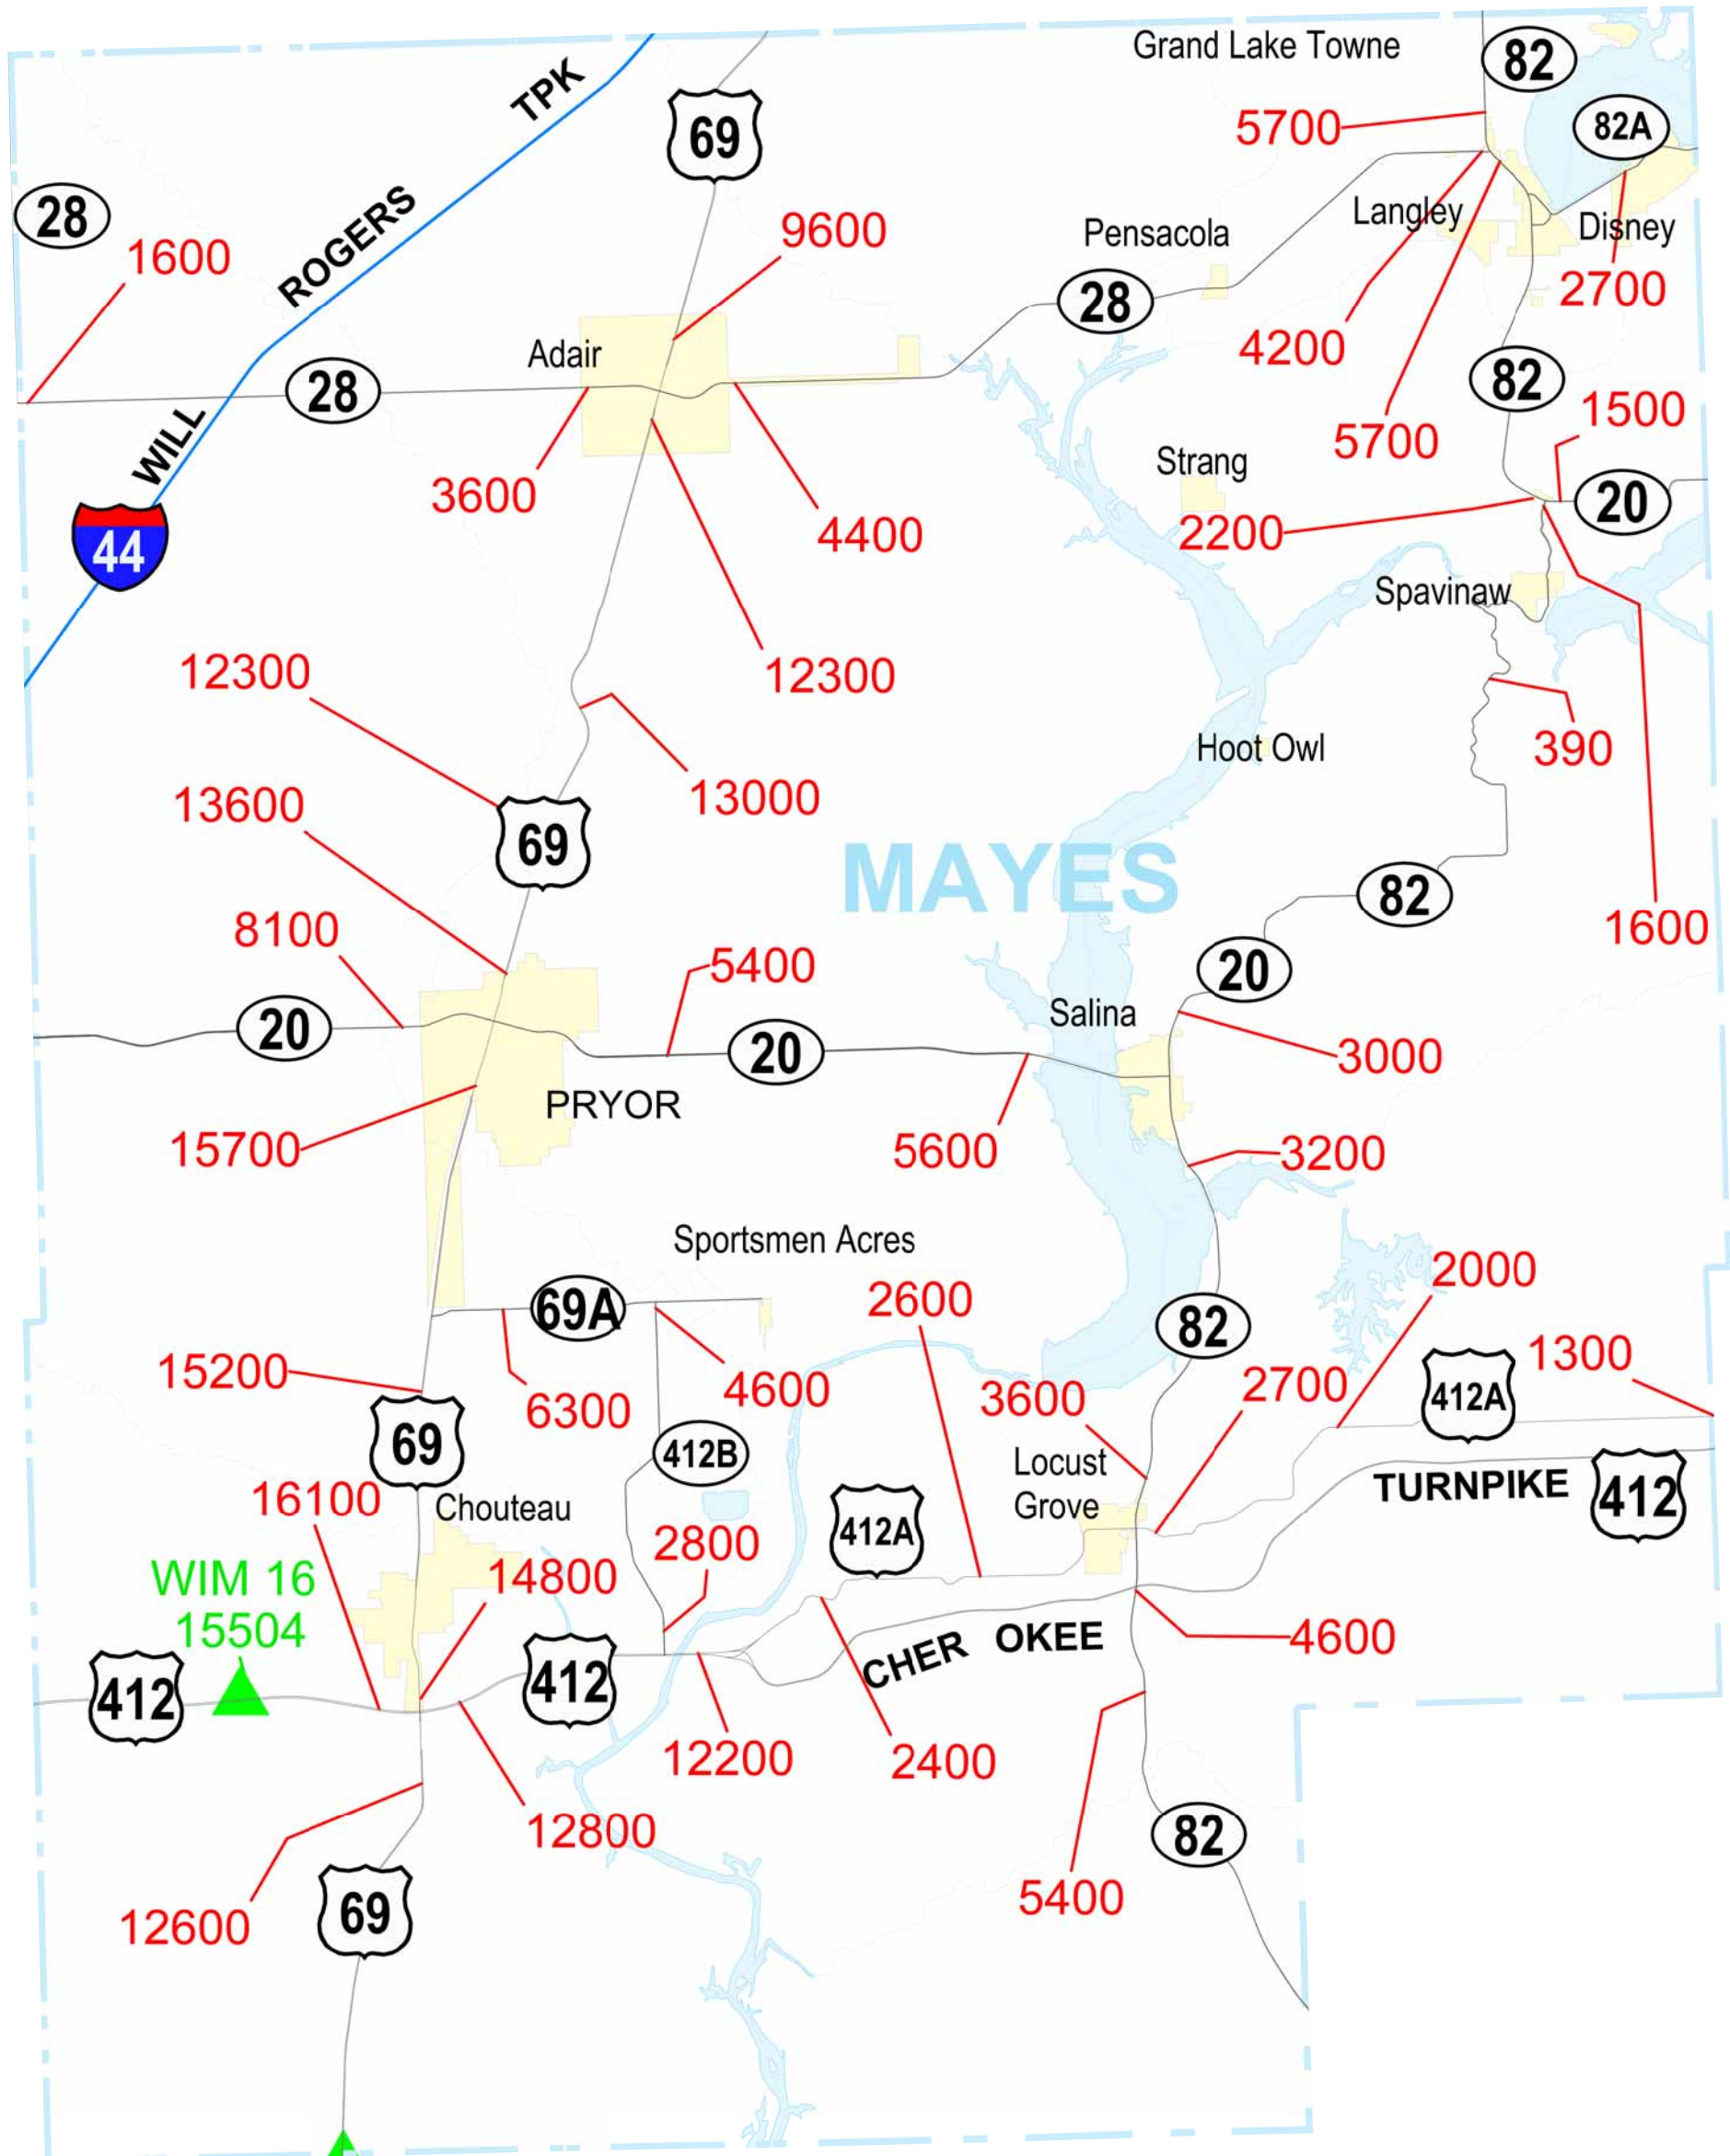 Grand Lake Towne
82
TPK
69
82A
5700
28
ROGERS
9600
Pensacola
Langley
Disney
1600
28
2700
Adair
4200
28
82
1500
WILL
5700
3600
Strang
20
4400
2200
44
Spavinaw
12300
12300
390
Hoot Owl
13600
13000
69
MAYES
82
8100
5400
20
1600
Salina
20
20
3000
PRYOR
15700
5600
3200
Sportsmen Acres
2000
2600
69A
82
1300
15200
4600
2700
6300
3600
412A
69
412B
Locust
Grove
TURNPIKE
412
16100
Chouteau
412A
2800
WIM 16
14800
15504
4600
CHER OKEE
412
412
12200
2400
12800
82
5400
12600
69